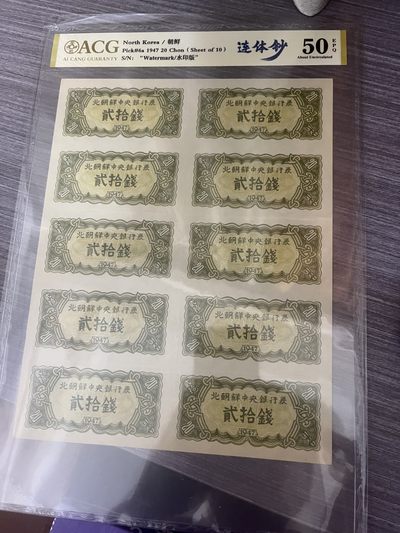 ACG
AI CANG GUARANTY
North Korea / 朝鮮
Pick#6a 1947 20 Chon (Sheet of 10)
S/N: "Watermark/水印版"
连体钞
50
EPQ
About Uncirculated
北朝鮮中央銀行券
貳拾錢
1947
北朝鮮中央銀行券
貳拾錢
1947
北朝鮮中央銀行券
貳拾錢
1947
北朝鮮中央銀行券
貳拾錢
1947
北朝鮮中央銀行券
貳拾錢
1947
北朝鮮中央銀行券
貳拾錢
1947
北朝鮮中央銀行券
貳拾錢
1947
北朝鮮中央銀行券
貳拾錢
1947
北朝鮮中央銀行券
貳拾錢
1947
北朝鮮中央銀行券
貳拾錢
1947